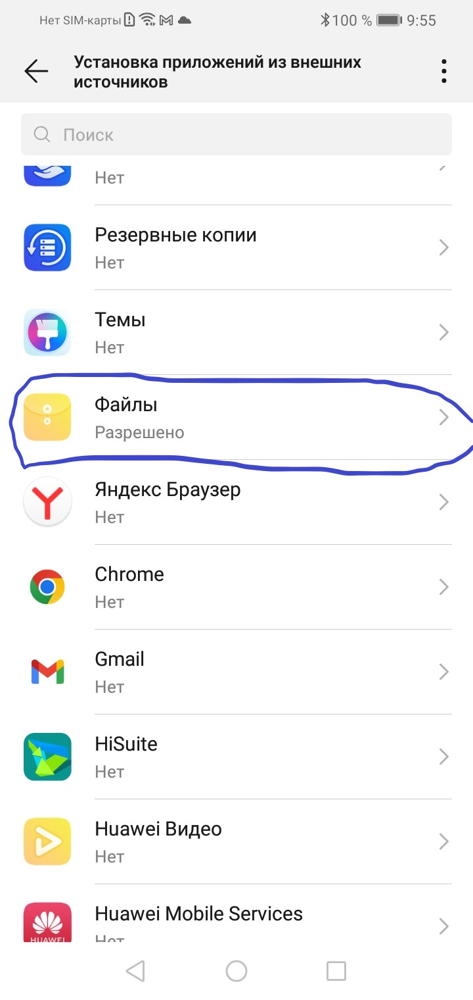 Нет SIM-карты 100 % 9:55
Установка приложений из внешних
источников
Поиск
Нет
Резервные копии
Нет
Темы
Нет
Файлы
Разрешено
Яндекс Браузер
Нет
Chrome
Нет
Gmail
Нет
HiSuite
Нет
Huawei Видео
Нет
Huawei Mobile Services
HUAWEI
Нет